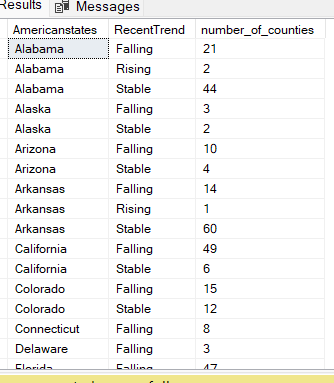 Results Messages
Americanstates RecentTrend number_of_counties
Alabama Falling 21
Alabama Rising 2
Alabama Stable 44
Alaska Falling 3
Alaska Stable 2
Arizona Falling 10
Arizona Stable 4
Arkansas Falling 14
Arkansas Rising 1
Arkansas Stable 60
California Falling 49
California Stable 6
Colorado Falling 15
Colorado Stable 12
Connecticut Falling 8
Delaware Falling 3
Florida Falling 47